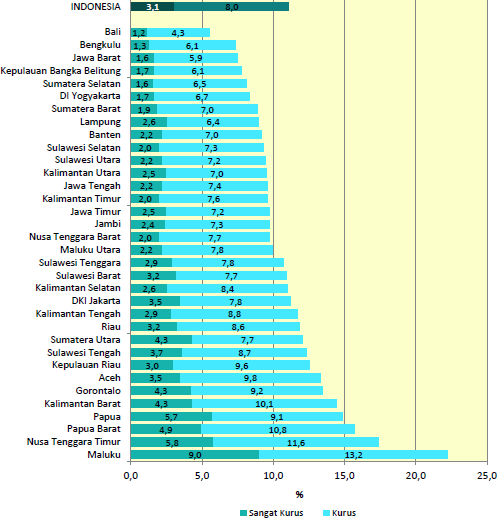 INDONESIA 3,1 8,0
Bali 1,2 4,3
Bengkulu 1,3 6,1
Jawa Barat 1,6 5,9
Kepulauan Bangka Belitung 1,7 6,1
Sumatera Selatan 1,6 6,5
DI Yogyakarta 1,7 6,7
Sumatera Barat 1,9 7,0
Lampung 2,6 6,4
Banten 2,2 7,0
Sulawesi Selatan 2,0 7,3
Sulawesi Utara 2,2 7,2
Kalimantan Utara 2,5 7,0
Jawa Tengah 2,2 7,4
Kalimantan Timur 2,0 7,6
Jawa Timur 2,5 7,2
Jambi 2,4 7,3
Nusa Tenggara Barat 2,0 7,7
Maluku Utara 2,2 7,8
Sulawesi Tenggara 2,9 7,8
Sulawesi Barat 3,2 7,7
Kalimantan Selatan 2,6 8,4
DKI Jakarta 3,5 7,8
Kalimantan Tengah 2,9 8,8
Riau 3,2 8,6
Sumatera Utara 4,3 7,7
Sulawesi Tengah 3,7 8,7
Kepulauan Riau 3,0 9,6
Aceh 3,5 9,8
Gorontalo 4,3 9,2
Kalimantan Barat 4,3 10,1
Papua 5,7 9,1
Papua Barat 4,9 10,8
Nusa Tenggara Timur 5,8 11,6
Maluku 9,0 13,2
0,0 5,0 10,0 15,0 20,0 25,0
%
Sangat Kurus Kurus